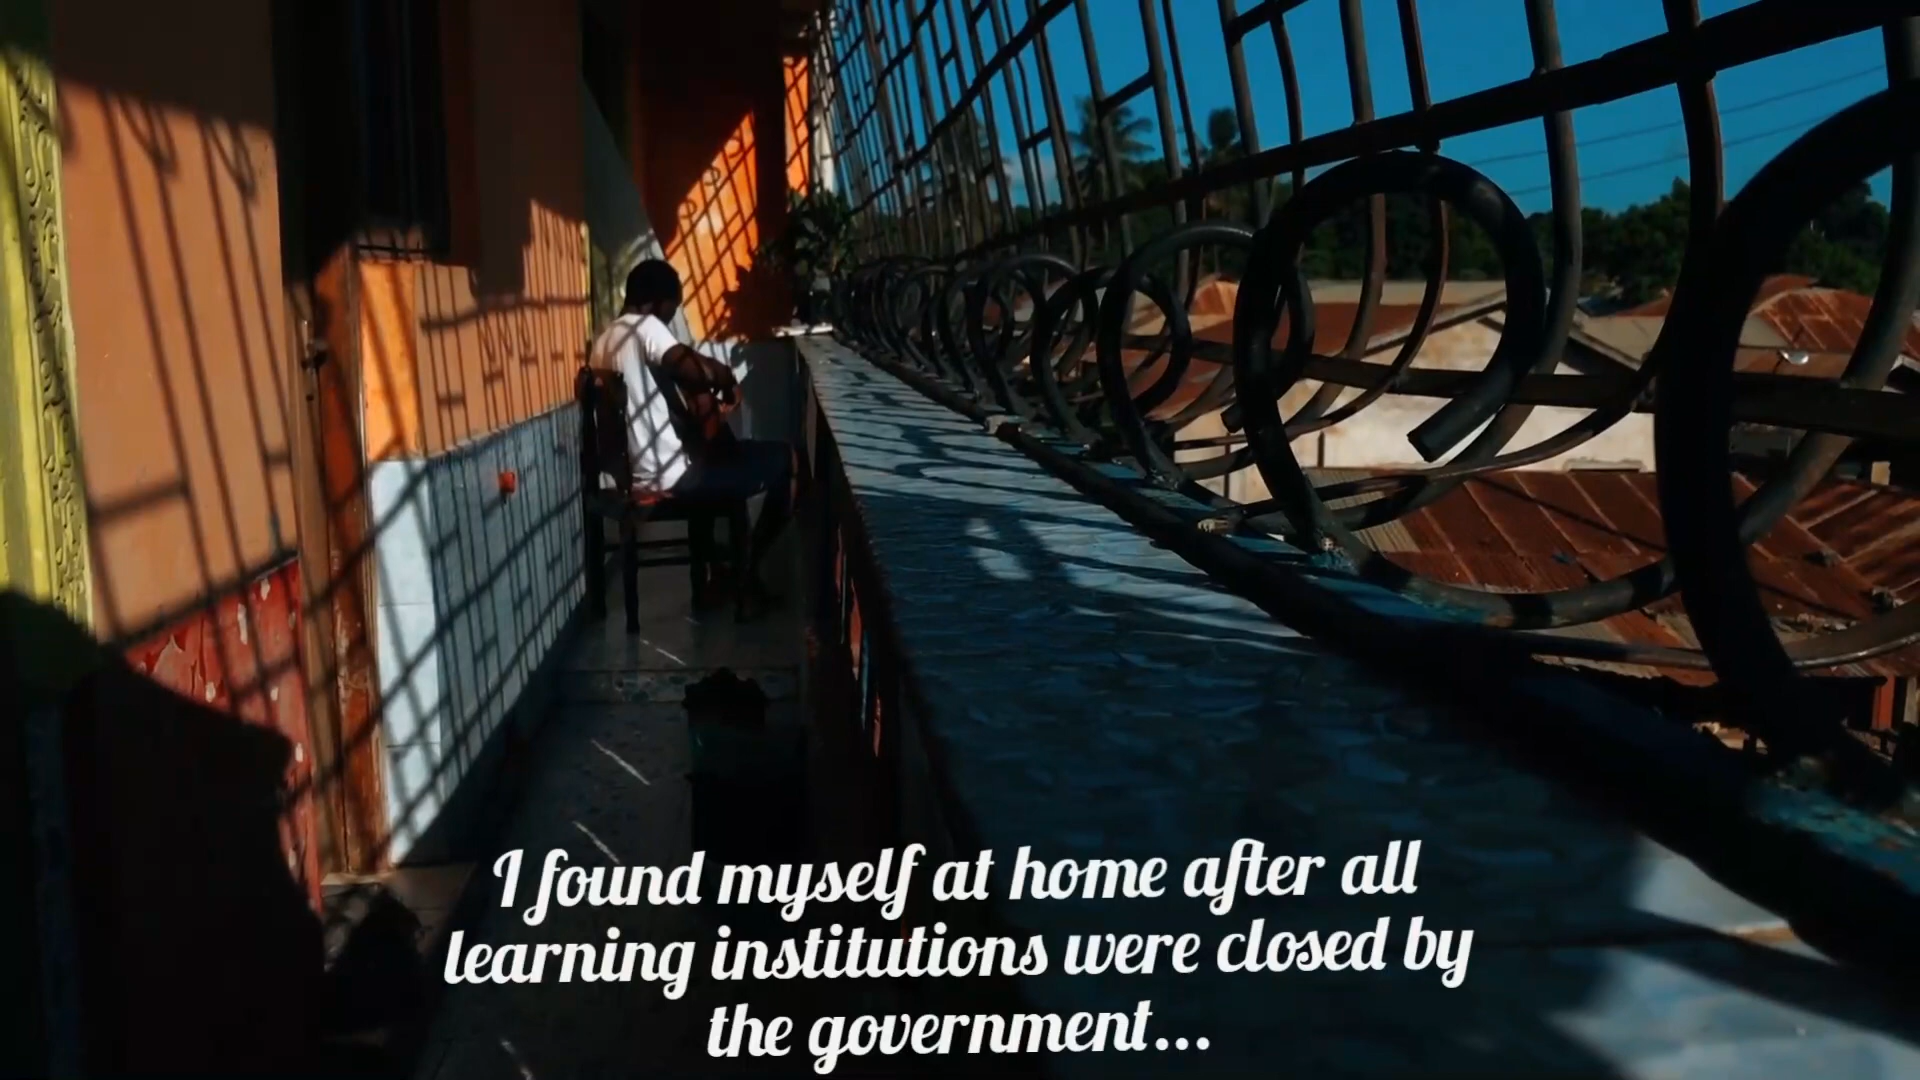 I found myself at home after all
learning institutions were closed by
the government...